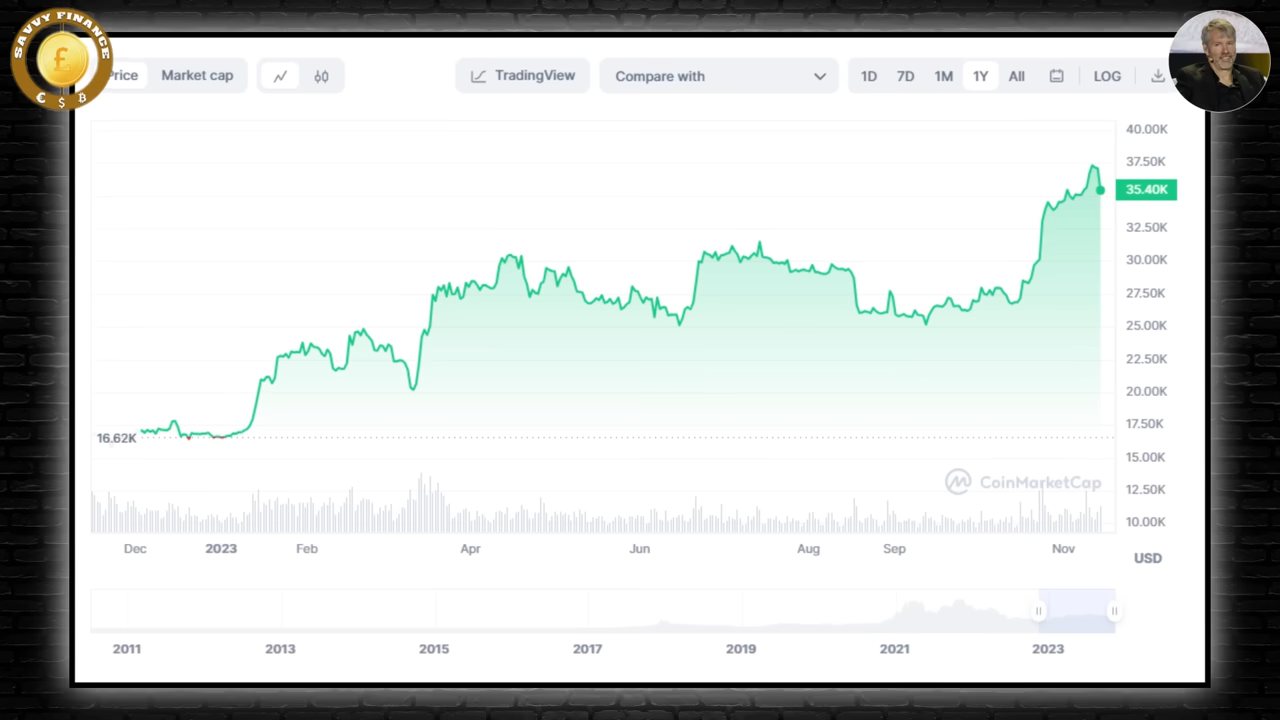 SAVVY FINANCE
£
€ $ B
Price Market cap TradingView Compare with 1D 7D 1M 1Y All LOG
40.00K
37.50K
35.40K
32.50K
30.00K
27.50K
25.00K
22.50K
20.00K
17.50K
16.62K
15.00K
CoinMarketCap
12.50K
10.00K
Dec 2023 Feb Apr Jun Aug Sep Nov
USD
2011 2013 2015 2017 2019 2021 2023